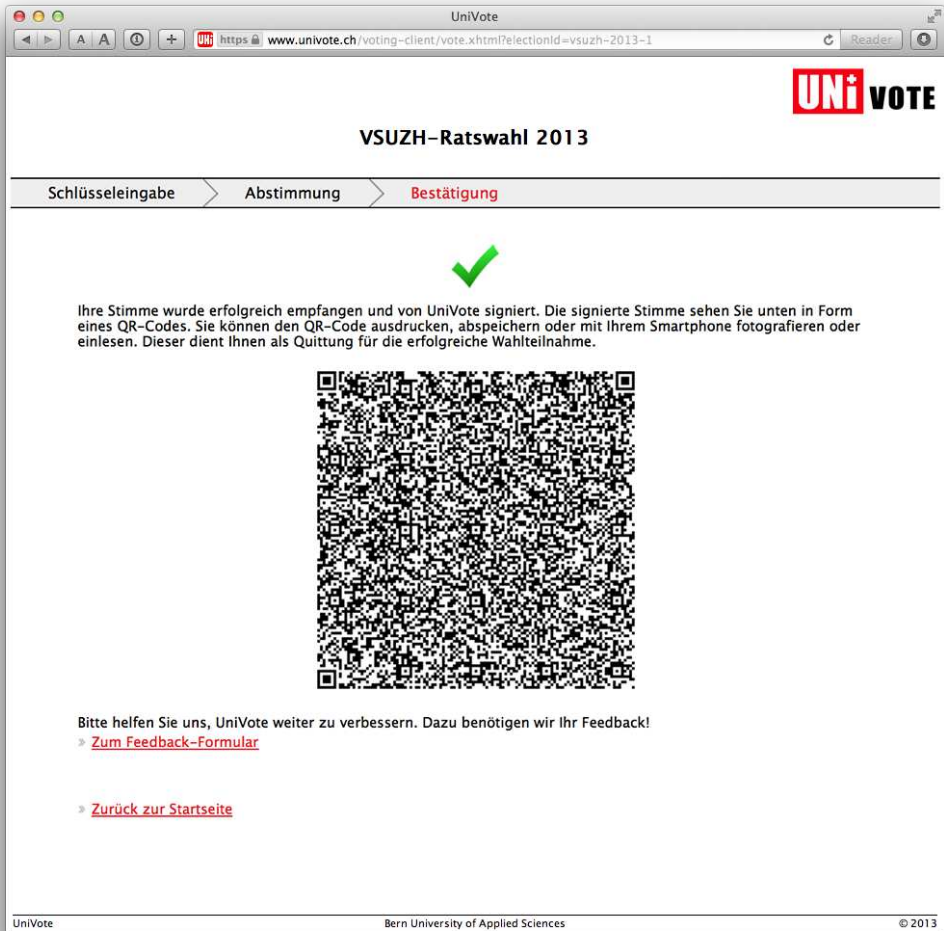 UniVote
A A
https www.univote.ch/voting-client/vote.xhtml?electionId=vsuzh-2013-1
Reader
UNi VOTE
VSUZH-Ratswahl 2013
Schlüsseleingabe Abstimmung Bestätigung
Ihre Stimme wurde erfolgreich empfangen und von UniVote signiert. Die signierte Stimme sehen Sie unten in Form
eines QR-Codes. Sie können den QR-Code ausdrucken, abspeichern oder mit Ihrem Smartphone fotografieren oder
einlesen. Dieser dient Ihnen als Quittung für die erfolgreiche Wahlteilnahme.
Bitte helfen Sie uns, UniVote weiter zu verbessern. Dazu benötigen wir Ihr Feedback!
» Zum Feedback-Formular
» Zurück zur Startseite
UniVote Bern University of Applied Sciences © 2013